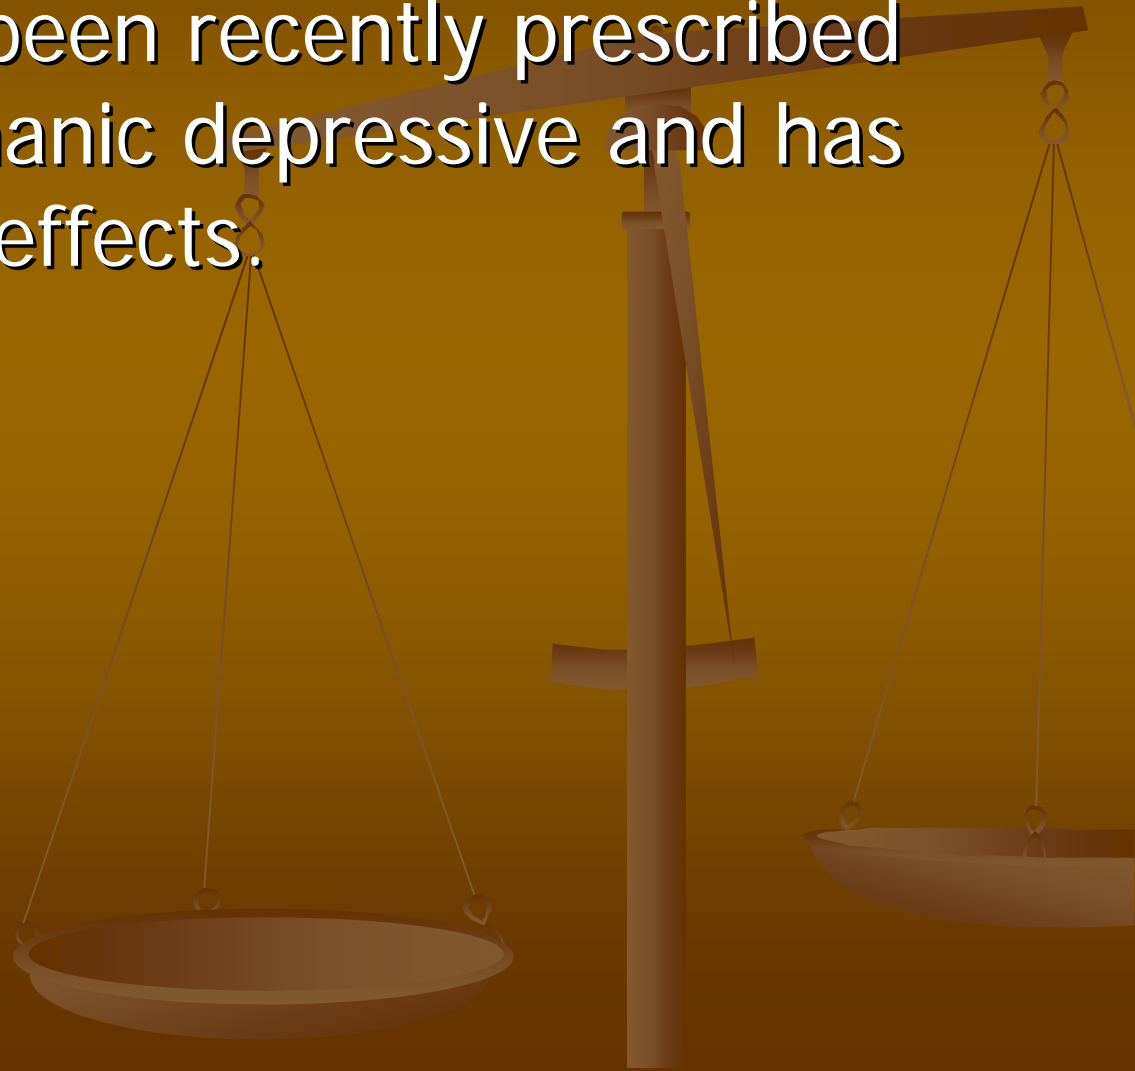 been recently prescribed
anic depressive and has
effects.